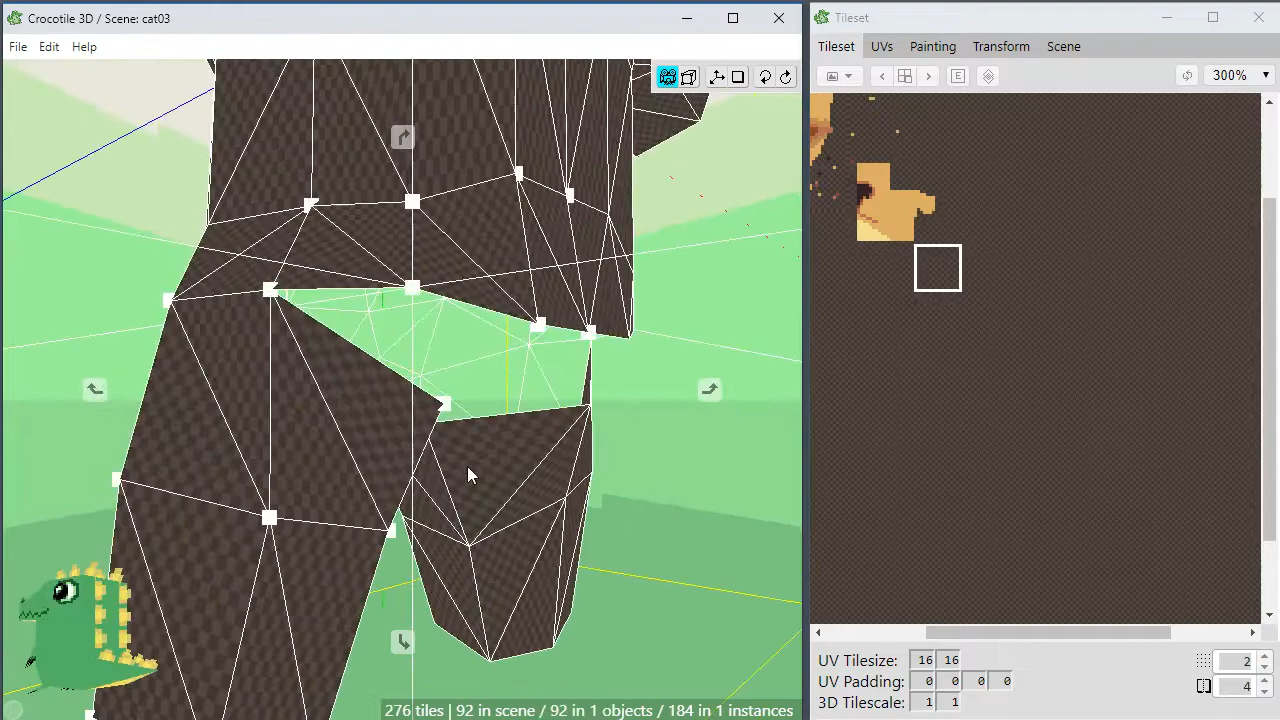 Crocotile 3D / Scene: cat03
File Edit Help
276 tiles | 92 in scene / 92 in 1 objects / 184 in 1 instances
Tileset
Tileset UVs Painting Transform Scene
E 300%
UV Tilesize: 16 16 2
UV Padding: 0 0 0 0 4
3D Tilescale: 1 1